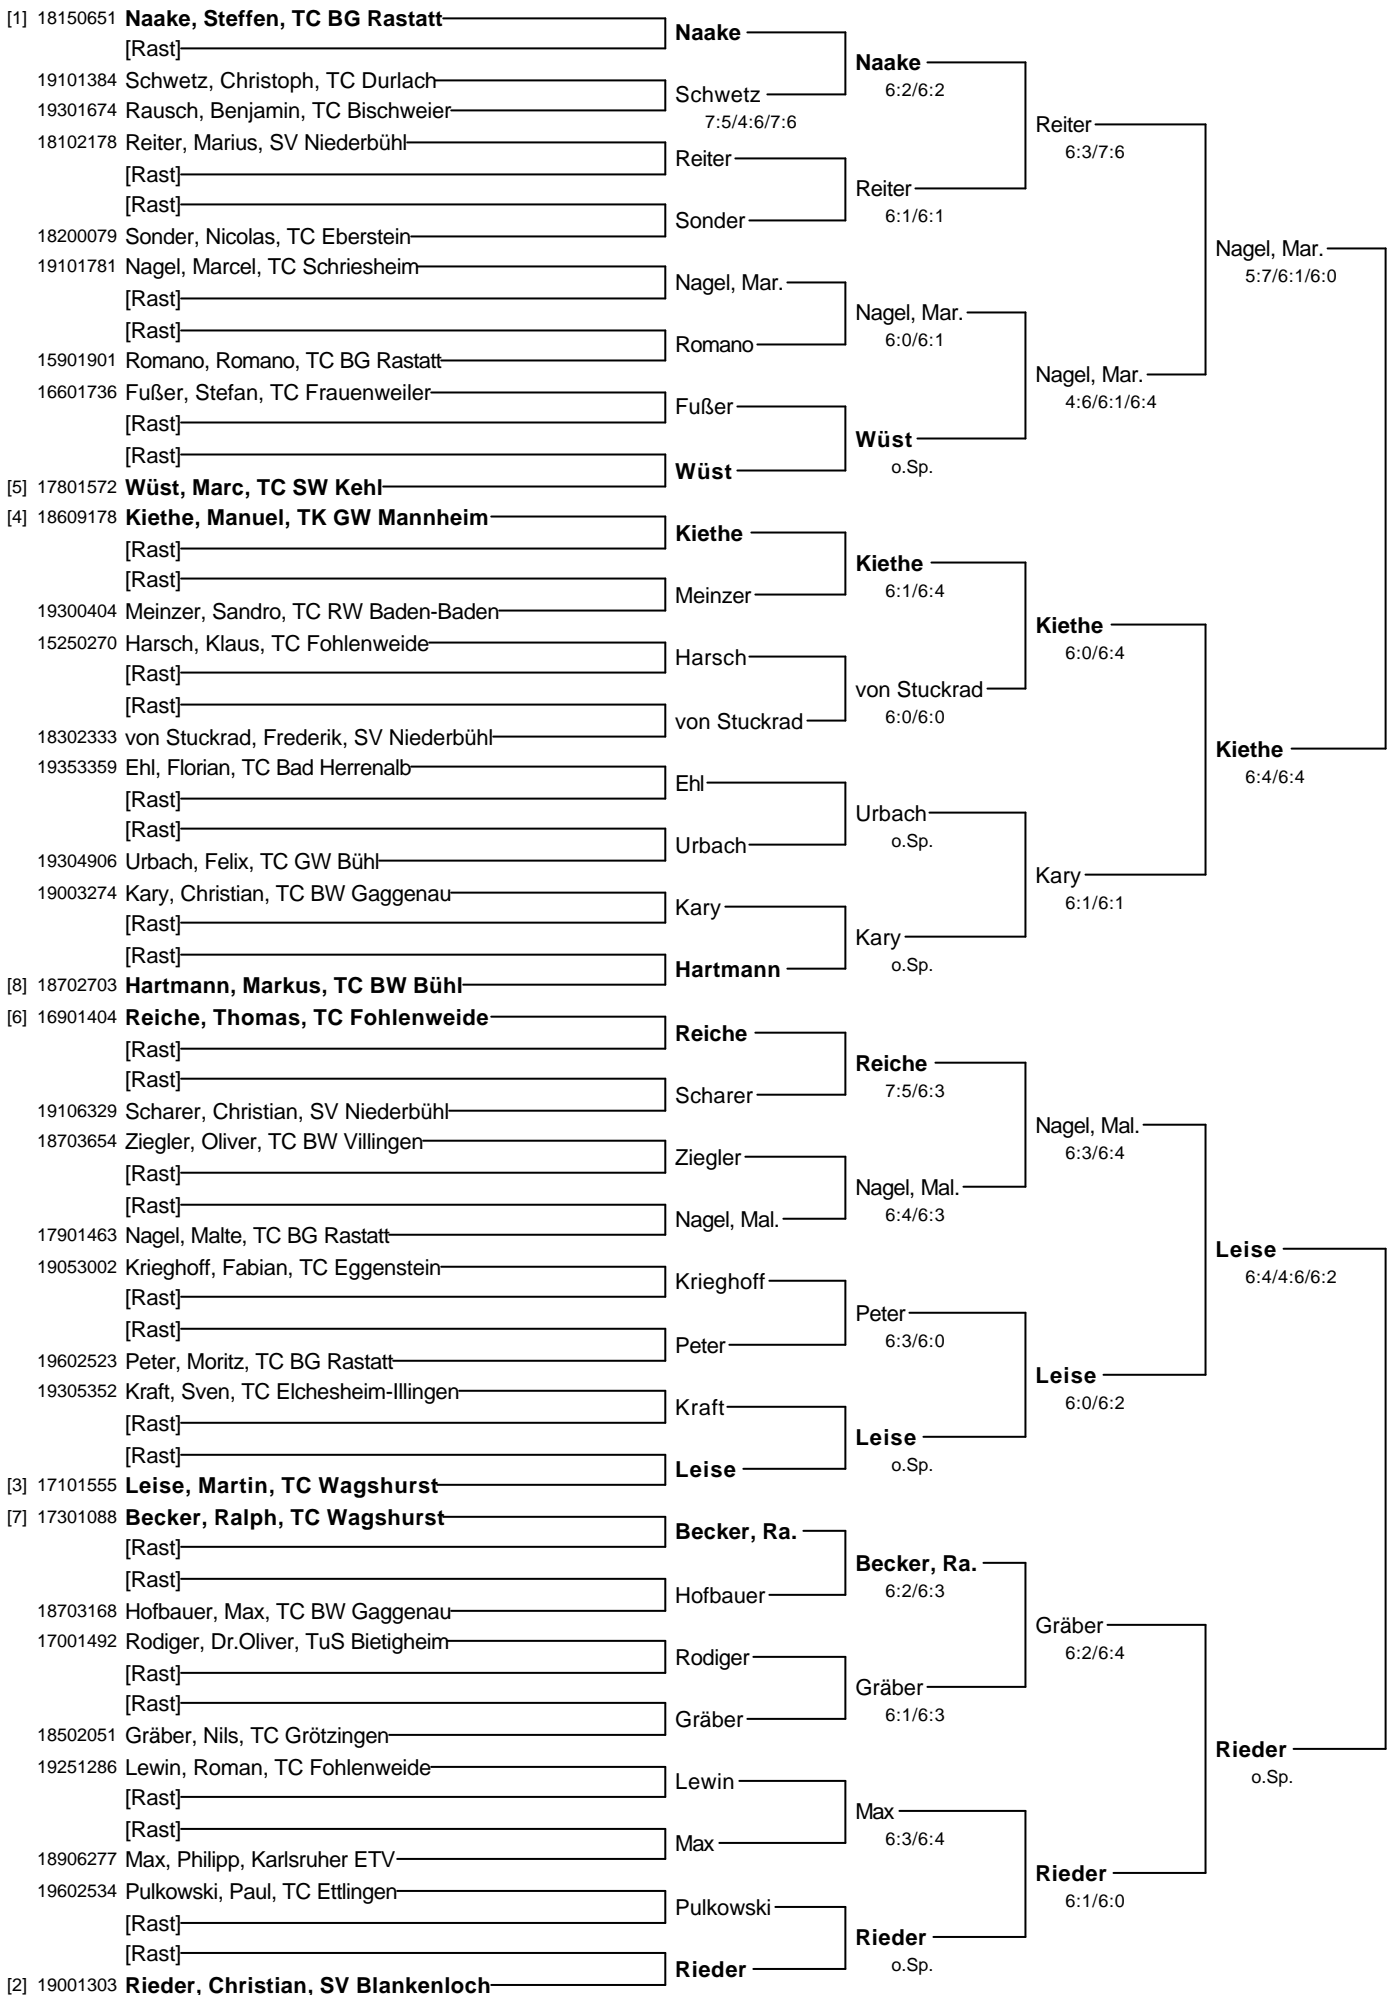 [1] 18150651 Naake, Steffen, TC BG Rastatt
Naake
[Rast]
Naake
6:2/6:2
19101384 Schwetz, Christoph, TC Durlach
Schwetz
7:5/4:6/7:6
19301674 Rausch, Benjamin, TC Bischweier
Reiter
6:3/7:6
18102178 Reiter, Marius, SV Niederbühl
Reiter
[Rast]
Reiter
6:1/6:1
[Rast]
Sonder
18200079 Sonder, Nicolas, TC Eberstein
Nagel, Mar.
5:7/6:1/6:0
19101781 Nagel, Marcel, TC Schriesheim
Nagel, Mar.
[Rast]
Nagel, Mar.
6:0/6:1
[Rast]
Romano
15901901 Romano, Romano, TC BG Rastatt
Nagel, Mar.
4:6/6:1/6:4
16601736 Fußer, Stefan, TC Frauenweiler
Fußer
[Rast]
Wüst
o.Sp.
[Rast]
Wüst
[5] 17801572 Wüst, Marc, TC SW Kehl
[4] 18609178 Kiethe, Manuel, TK GW Mannheim
Kiethe
[Rast]
Kiethe
6:1/6:4
[Rast]
Meinzer
19300404 Meinzer, Sandro, TC RW Baden-Baden
Kiethe
6:0/6:4
15250270 Harsch, Klaus, TC Fohlenweide
Harsch
[Rast]
von Stuckrad
6:0/6:0
[Rast]
von Stuckrad
18302333 von Stuckrad, Frederik, SV Niederbühl
Kiethe
6:4/6:4
19353359 Ehl, Florian, TC Bad Herrenalb
Ehl
[Rast]
Urbach
o.Sp.
[Rast]
Urbach
19304906 Urbach, Felix, TC GW Bühl
Kary
6:1/6:1
19003274 Kary, Christian, TC BW Gaggenau
Kary
[Rast]
Kary
o.Sp.
[Rast]
Hartmann
[8] 18702703 Hartmann, Markus, TC BW Bühl
[6] 16901404 Reiche, Thomas, TC Fohlenweide
Reiche
[Rast]
Reiche
7:5/6:3
[Rast]
Scharer
19106329 Scharer, Christian, SV Niederbühl
Nagel, Mal.
6:3/6:4
18703654 Ziegler, Oliver, TC BW Villingen
Ziegler
[Rast]
Nagel, Mal.
6:4/6:3
[Rast]
Nagel, Mal.
17901463 Nagel, Malte, TC BG Rastatt
Leise
6:4/4:6/6:2
19053002 Krieghoff, Fabian, TC Eggenstein
Krieghoff
[Rast]
Peter
6:3/6:0
[Rast]
Peter
19602523 Peter, Moritz, TC BG Rastatt
Leise
6:0/6:2
19305352 Kraft, Sven, TC Elchesheim-Illingen
Kraft
[Rast]
Leise
o.Sp.
[Rast]
Leise
[3] 17101555 Leise, Martin, TC Wagshurst
[7] 17301088 Becker, Ralph, TC Wagshurst
Becker, Ra.
[Rast]
Becker, Ra.
6:2/6:3
[Rast]
Hofbauer
18703168 Hofbauer, Max, TC BW Gaggenau
Gräber
6:2/6:4
17001492 Rodiger, Dr.Oliver, TuS Bietigheim
Rodiger
[Rast]
Gräber
6:1/6:3
[Rast]
Gräber
18502051 Gräber, Nils, TC Grötzingen
Rieder
o.Sp.
19251286 Lewin, Roman, TC Fohlenweide
Lewin
[Rast]
Max
6:3/6:4
[Rast]
Max
18906277 Max, Philipp, Karlsruher ETV
Rieder
6:1/6:0
19602534 Pulkowski, Paul, TC Ettlingen
Pulkowski
[Rast]
Rieder
o.Sp.
[Rast]
Rieder
[2] 19001303 Rieder, Christian, SV Blankenloch